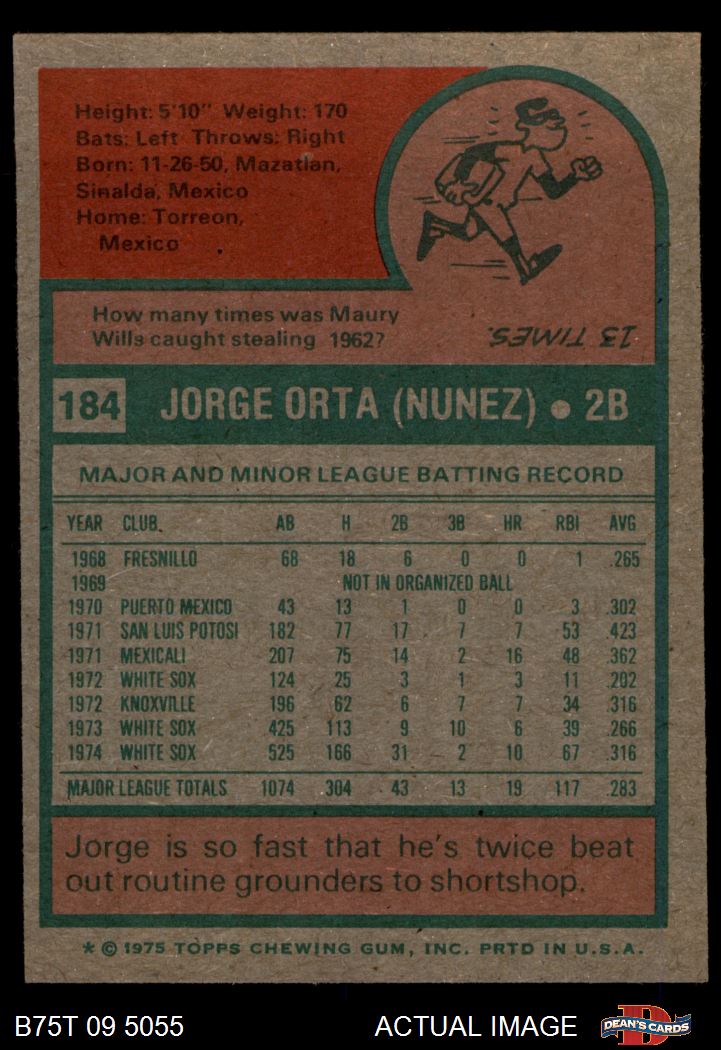 Height: 5'10" Weight: 170
Bats: Left Throws: Right
Born: 11-26-50, Mazatlan,
Sinalda, Mexico
Home: Torreon,
Mexico
How many times was Maury
Wills caught stealing 1962?
13 TIMES.
184 JORGE ORTA (NUNEZ) ● 2B
MAJOR AND MINOR LEAGUE BATTING RECORD
YEAR CLUB. AB H 2B 3B HR RBI AVG
1968 FRESNILLO 68 18 6 0 0 1 .265
1969 NOT IN ORGANIZED BALL
1970 PUERTO MEXICO 43 13 1 0 0 3 .302
1971 SAN LUIS POTOSI 182 77 17 7 7 53 .423
1971 MEXICALI 207 75 14 2 16 48 .362
1972 WHITE SOX 124 25 3 1 3 11 .202
1972 KNOXVILLE 196 62 6 7 7 34 .316
1973 WHITE SOX 425 113 9 10 6 39 .266
1974 WHITE SOX 525 166 31 2 10 67 .316
MAJOR LEAGUE TOTALS 1074 304 43 13 19 117 .283
Jorge is so fast that he's twice beat
out routine grounders to shortshop.
* © 1975 TOPPS CHEWING GUM, INC. PRTD IN U.S.A.
B75T 09 5055 ACTUAL IMAGE DEAN'S CARDS